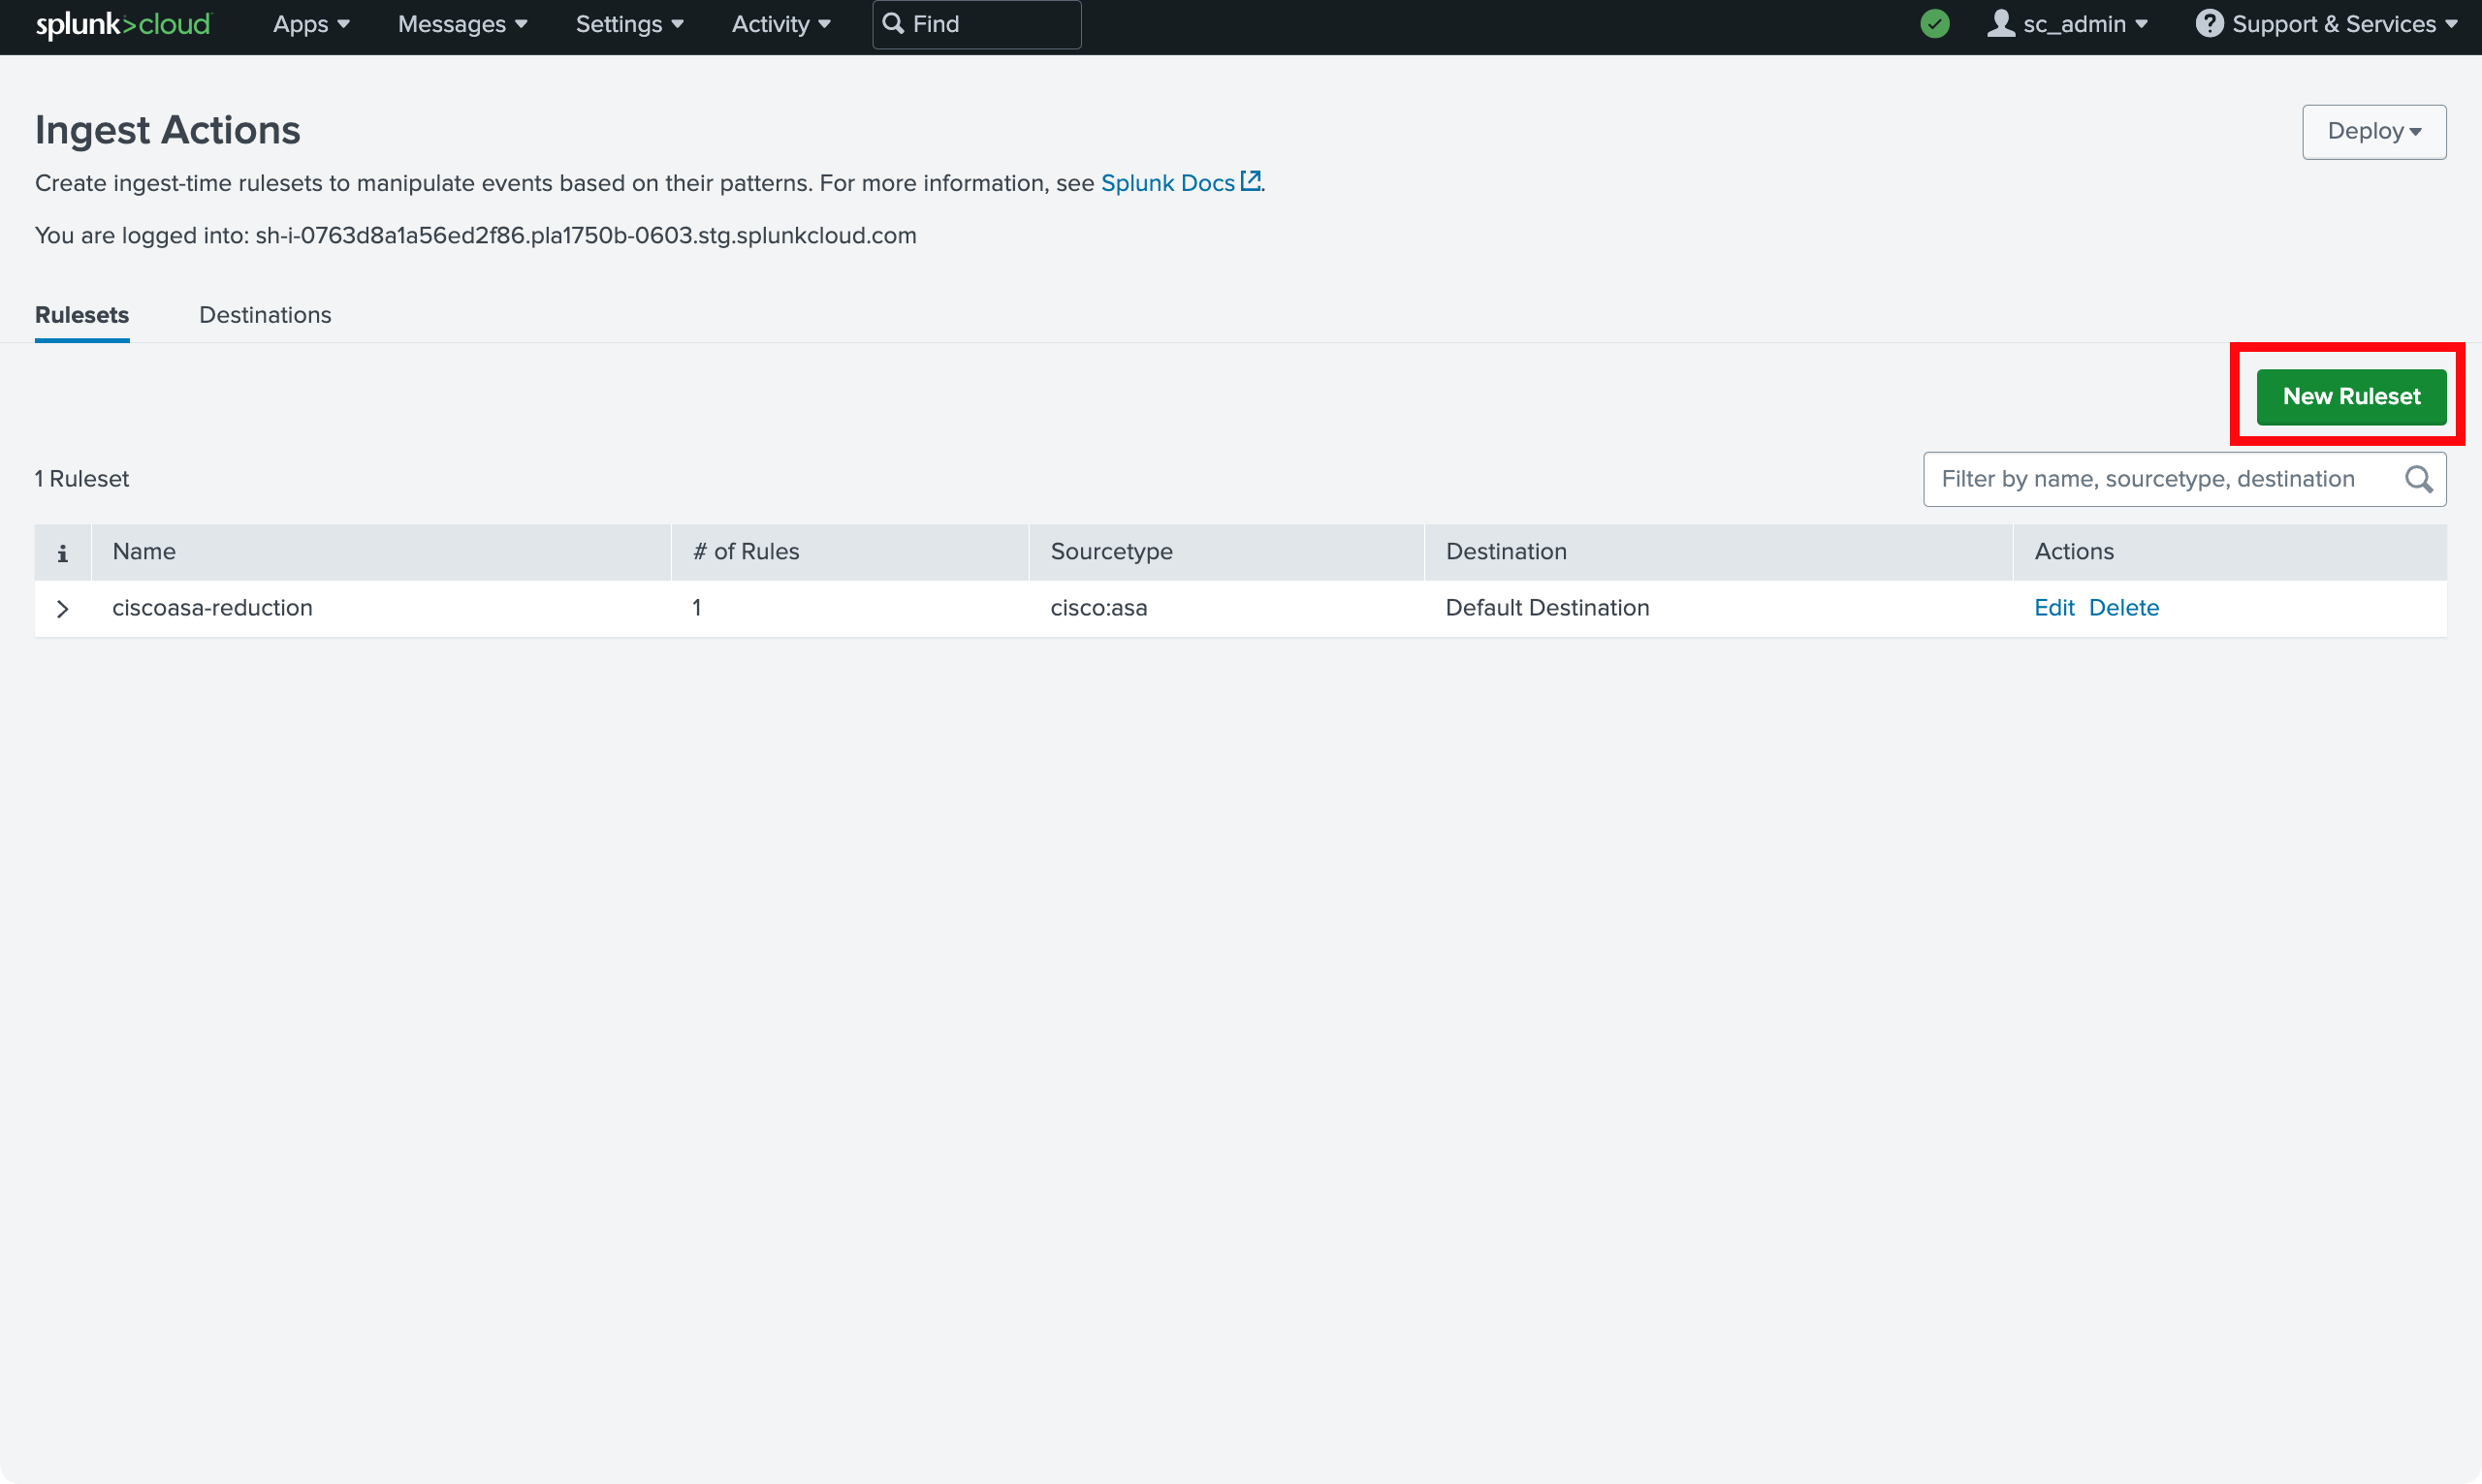 splunk>cloud Apps Messages Settings Activity Find sc_admin Support & Services
Ingest Actions
Deploy
Create ingest-time rulesets to manipulate events based on their patterns. For more information, see Splunk Docs.
You are logged into: sh-i-0763d8a1a56ed2f86.pla1750b-0603.stg.splunkcloud.com
Rulesets Destinations
New Ruleset
1 Ruleset
Filter by name, sourcetype, destination
i Name # of Rules Sourcetype Destination Actions
ciscoasa-reduction 1 cisco:asa Default Destination Edit Delete